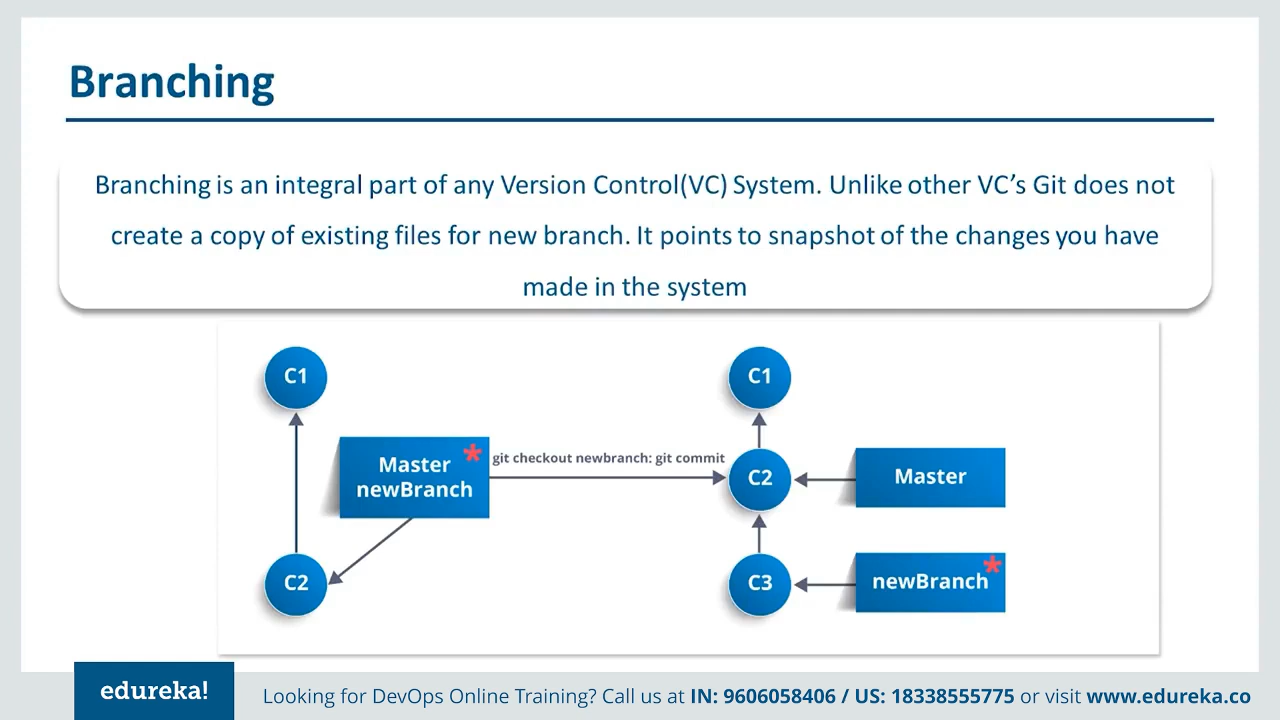 Branching
Branching is an integral part of any Version Control(VC) System. Unlike other VC’s Git does not
create a copy of existing files for new branch. It points to snapshot of the changes you have
made in the system
C1
C1
Master *
newBranch
git checkout newbranch: git commit
C2
Master
C2
C3
newBranch *
edureka!
Looking for DevOps Online Training? Call us at IN: 9606058406 / US: 18338555775 or visit www.edureka.co